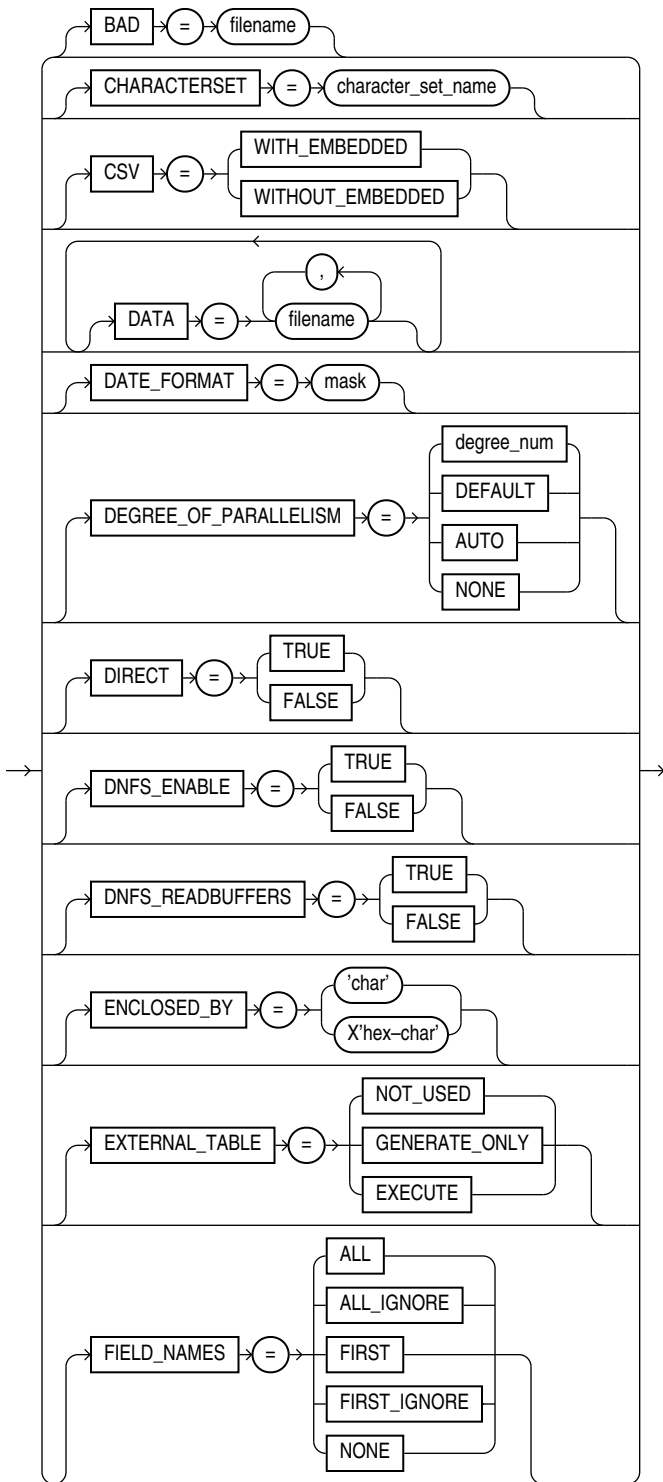 BAD = filename
CHARACTERSET = character_set_name
WITH_EMBEDDED
CSV =
WITHOUT_EMBEDDED
,
DATA = filename
DATE_FORMAT = mask
degree_num
DEFAULT
DEGREE_OF_PARALLELISM =
AUTO
NONE
TRUE
DIRECT =
FALSE
TRUE
DNFS_ENABLE =
FALSE
TRUE
DNFS_READBUFFERS =
FALSE
'char'
ENCLOSED_BY =
X'hex–char'
NOT_USED
EXTERNAL_TABLE = GENERATE_ONLY
EXECUTE
ALL
ALL_IGNORE
FIELD_NAMES = FIRST
FIRST_IGNORE
NONE